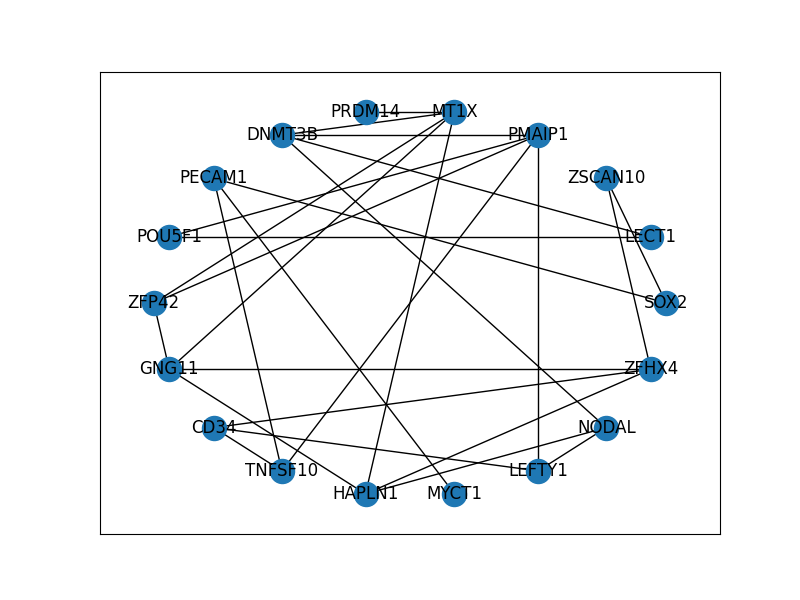 PRDM14 MT1X
DNMT3B PMAIP1
PECAM1 ZSCAN10
POU5F1 LECT1
ZFP42 SOX2
GNG11 ZFHX4
CD34 NODAL
TNFSF10 LEFTY1
HAPLN1 MYCT1